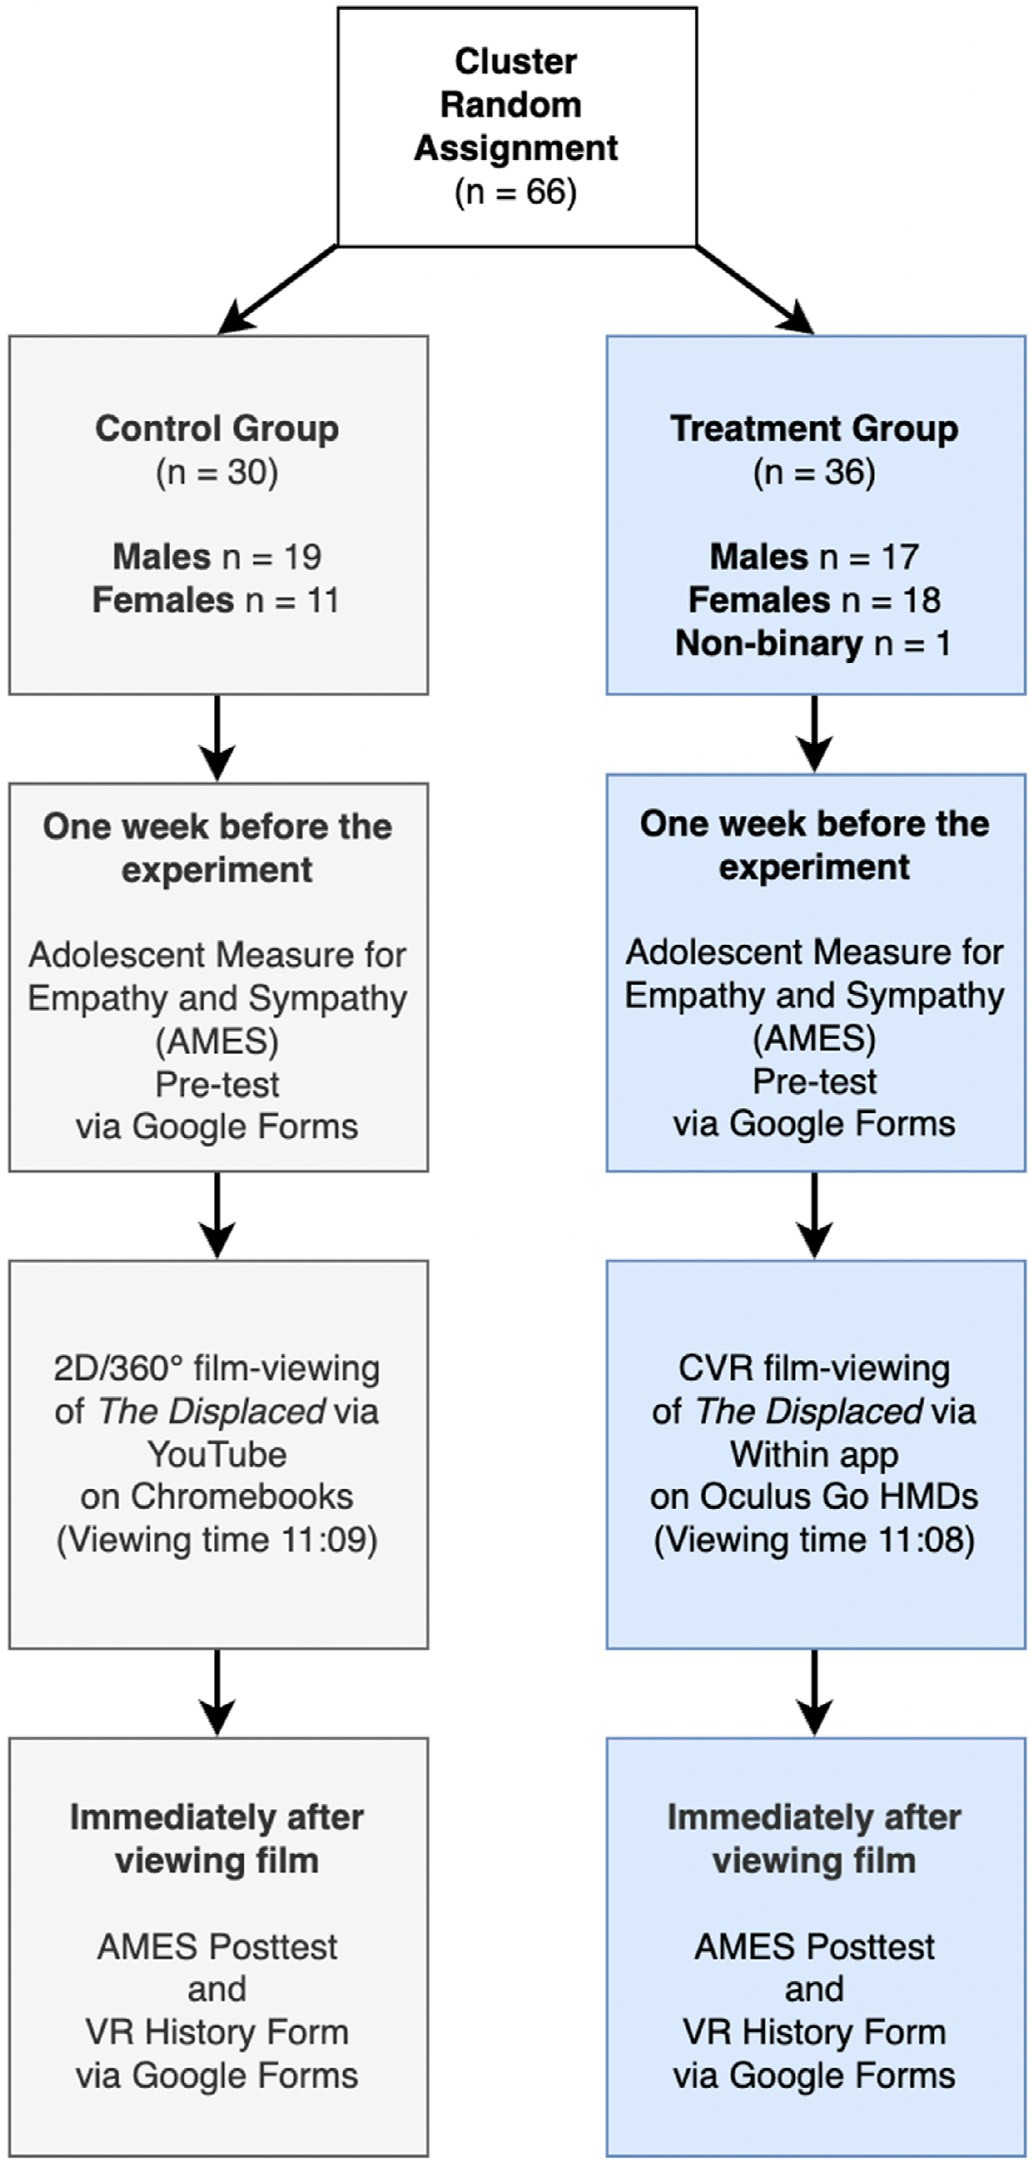 Cluster
Random
Assignment
(n = 66)
Control Group
(n = 30)
Males n = 19
Females n = 11
Treatment Group
(n = 36)
Males n = 17
Females n = 18
Non-binary n = 1
One week before the
experiment
Adolescent Measure for
Empathy and Sympathy
(AMES)
Pre-test
via Google Forms
One week before the
experiment
Adolescent Measure for
Empathy and Sympathy
(AMES)
Pre-test
via Google Forms
2D/360° film-viewing
of The Displaced via
YouTube
on Chromebooks
(Viewing time 11:09)
CVR film-viewing
of The Displaced via
Within app
on Oculus Go HMDs
(Viewing time 11:08)
Immediately after
viewing film
AMES Posttest
and
VR History Form
via Google Forms
Immediately after
viewing film
AMES Posttest
and
VR History Form
via Google Forms